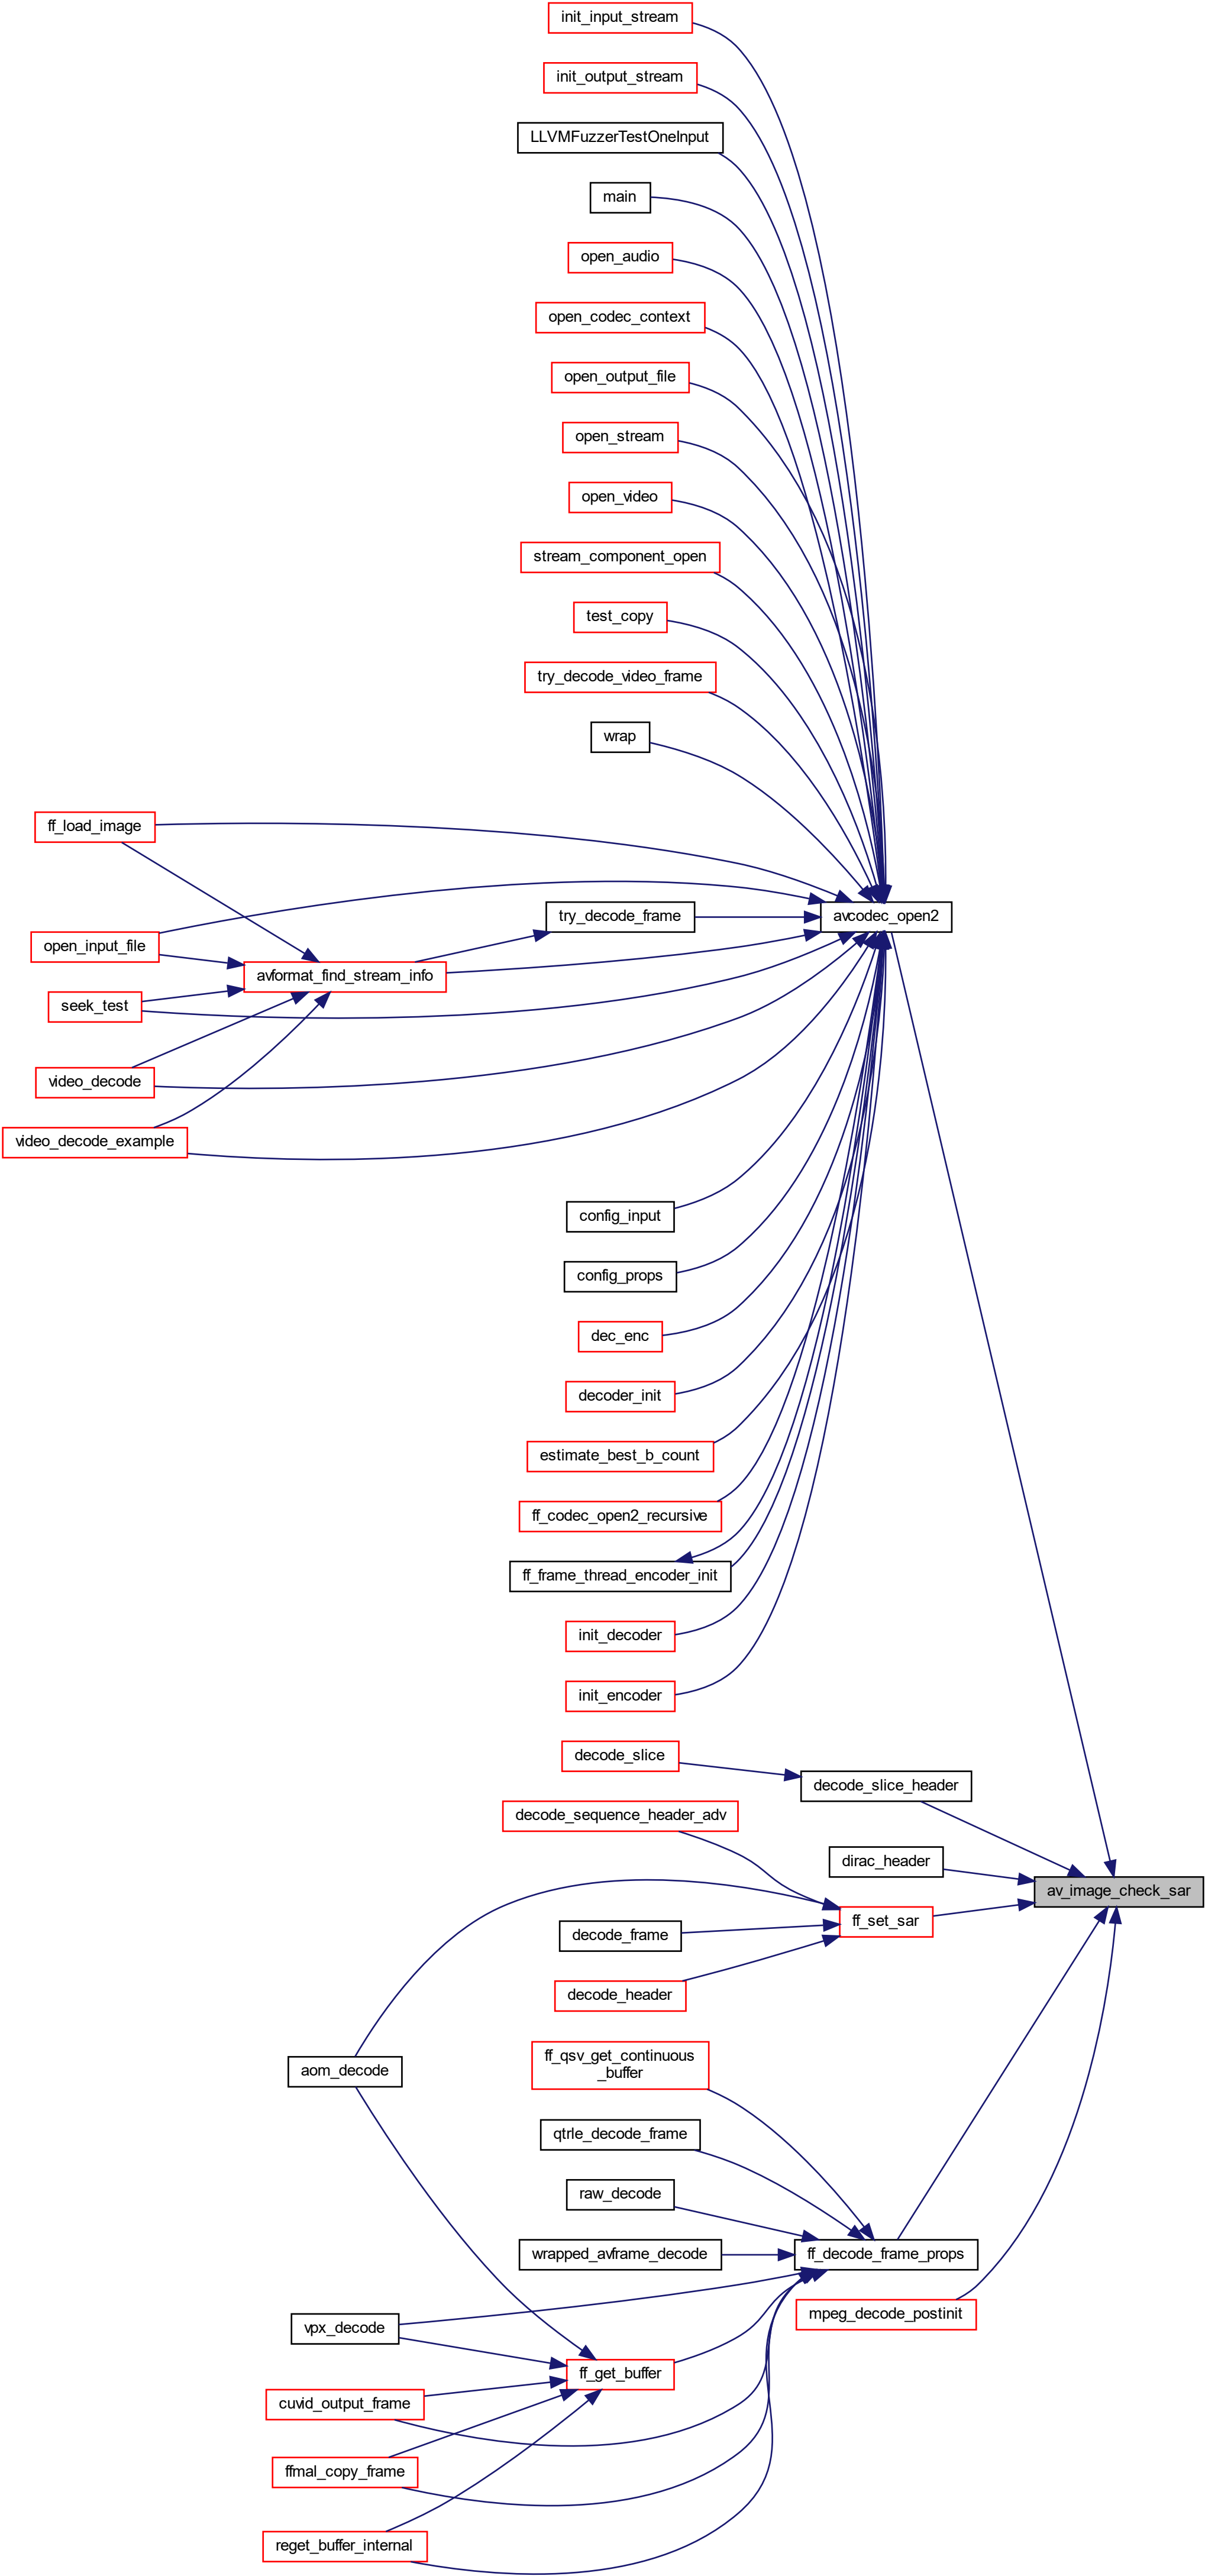 init_input_stream
init_output_stream
LLVMFuzzerTestOneInput
main
open_audio
open_codec_context
open_output_file
open_stream
open_video
stream_component_open
test_copy
try_decode_video_frame
wrap
ff_load_image
try_decode_frame
avcodec_open2
open_input_file
avformat_find_stream_info
seek_test
video_decode
video_decode_example
config_input
config_props
dec_enc
decoder_init
estimate_best_b_count
ff_codec_open2_recursive
ff_frame_thread_encoder_init
init_decoder
init_encoder
decode_slice
decode_slice_header
decode_sequence_header_adv
dirac_header
av_image_check_sar
ff_set_sar
decode_frame
decode_header
aom_decode
ff_qsv_get_continuous
_buffer
qtrle_decode_frame
raw_decode
wrapped_avframe_decode
ff_decode_frame_props
mpeg_decode_postinit
vpx_decode
ff_get_buffer
cuvid_output_frame
ffmal_copy_frame
reget_buffer_internal